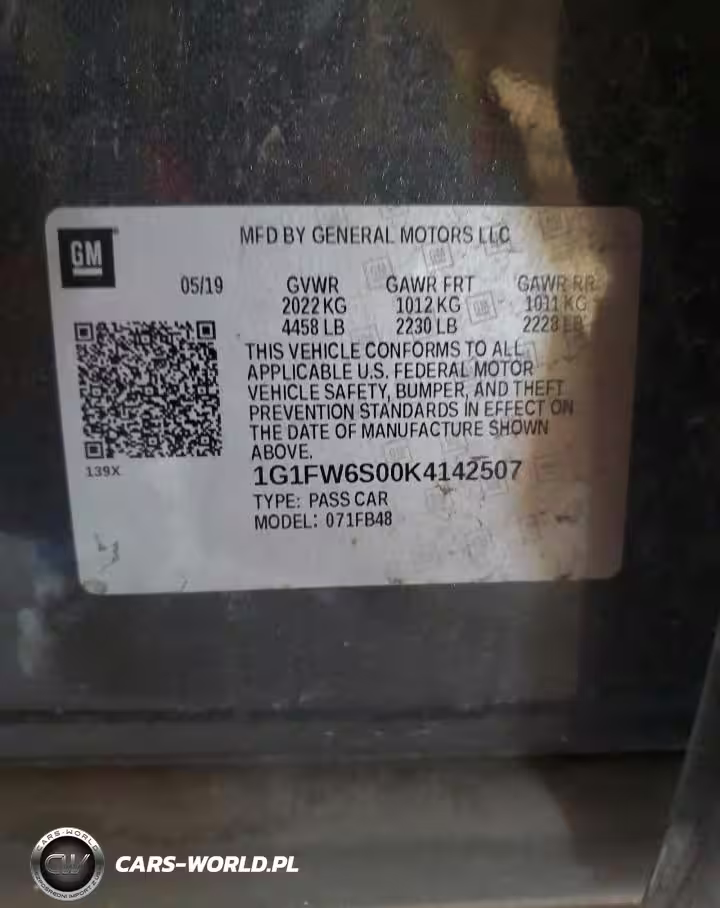 GM
MFD BY GENERAL MOTORS LLC
05/19 GVWR GAWR FRT GAWR RR
2022 KG 1012 KG 1011 KG
4458 LB 2230 LB 2228 LB
THIS VEHICLE CONFORMS TO ALL
APPLICABLE U.S. FEDERAL MOTOR
VEHICLE SAFETY, BUMPER, AND THEFT
PREVENTION STANDARDS IN EFFECT ON
THE DATE OF MANUFACTURE SHOWN
ABOVE.
139X
1G1FW6S00K4142507
TYPE: PASS CAR
MODEL: 071FB48
CARS-WORLD
CW
CARS-WORLD.PL